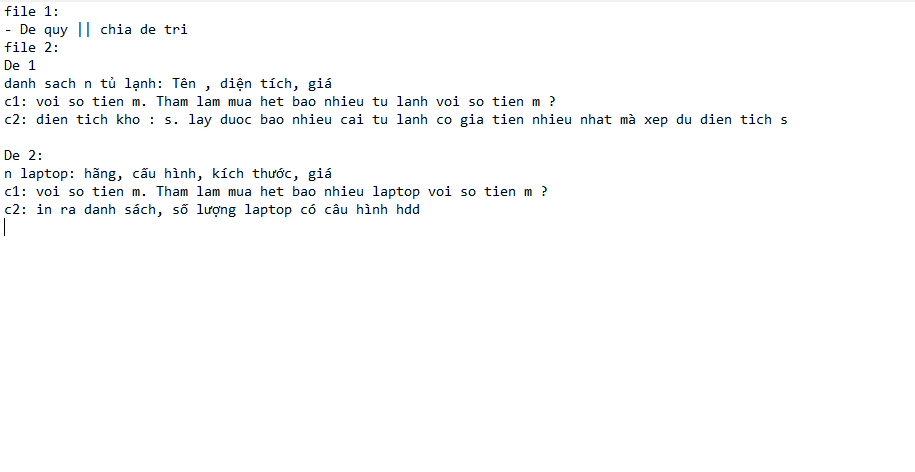 file 1:
- De quy || chia de tri
file 2:
De 1
danh sach n tủ lạnh: Tên , diện tích, giá
c1: voi so tien m. Tham lam mua het bao nhieu tu lanh voi so tien m ?
c2: dien tich kho : s. lay duoc bao nhieu cai tu lanh co gia tien nhieu nhat mà xep du dien tich s
De 2:
n laptop: hãng, cấu hình, kích thước, giá
c1: voi so tien m. Tham lam mua het bao nhieu laptop voi so tien m ?
c2: in ra danh sách, số lượng laptop có câu hình hdd